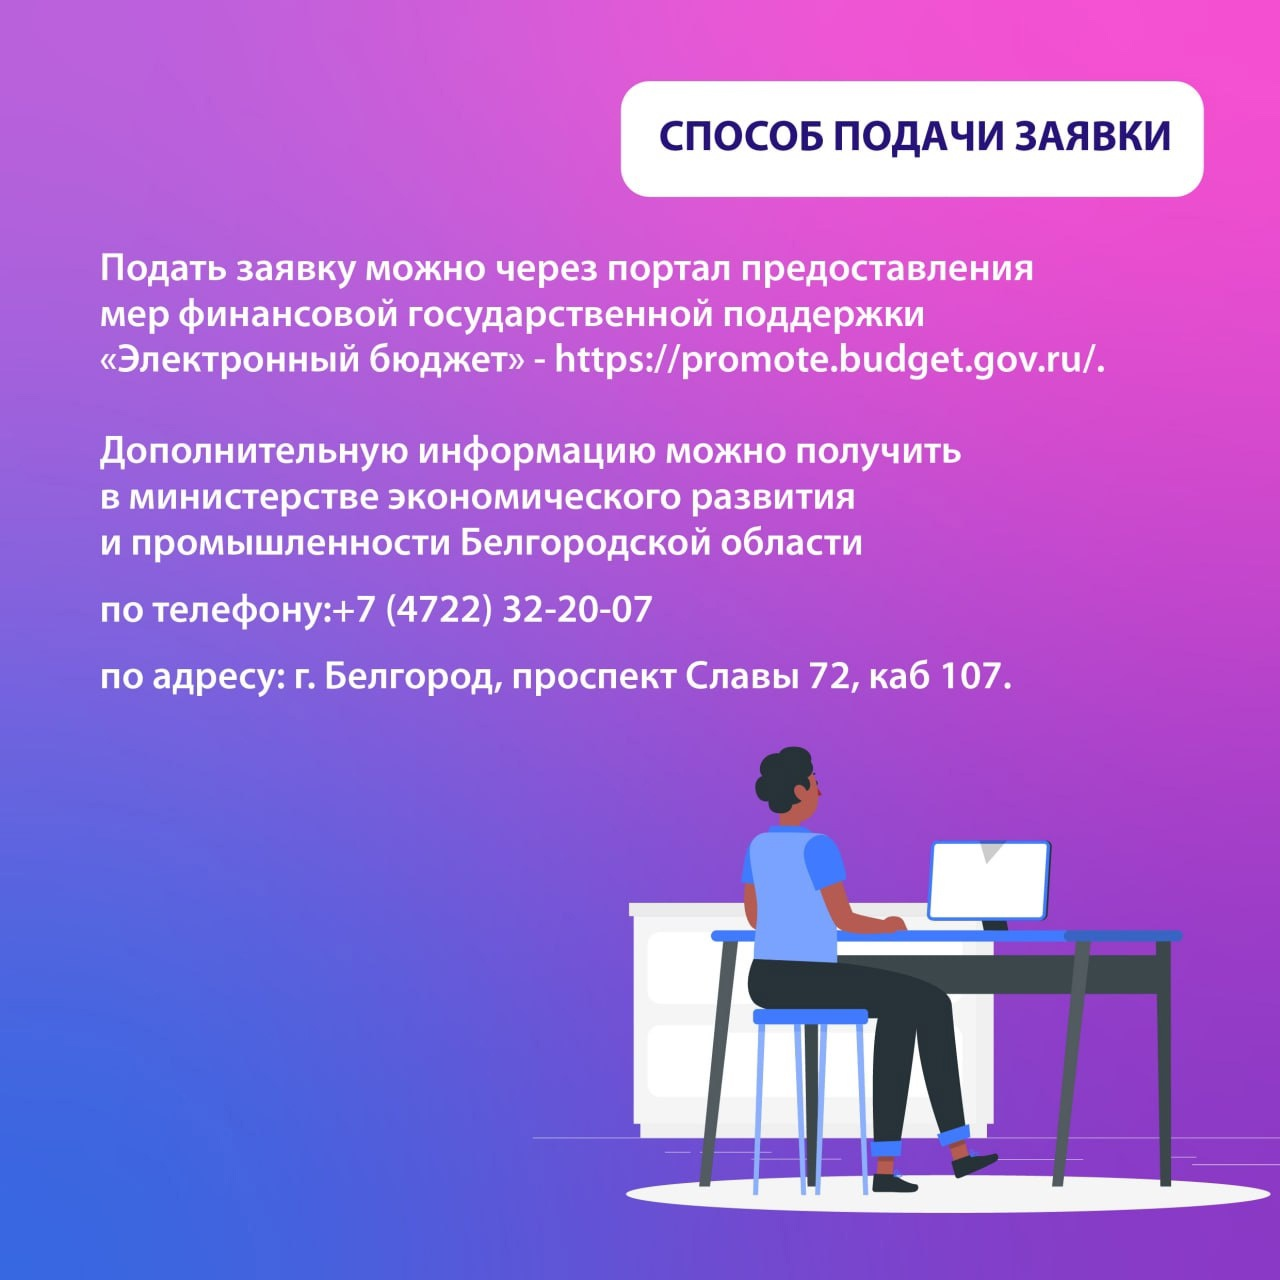 СПОСОБ ПОДАЧИ ЗАЯВКИ
Подать заявку можно через портал предоставления
мер финансовой государственной поддержки
«Электронный бюджет» - https://promote.budget.gov.ru/.
Дополнительную информацию можно получить
в министерстве экономического развития
и промышленности Белгородской области
по телефону:+7 (4722) 32-20-07
по адресу: г. Белгород, проспект Славы 72, каб 107.